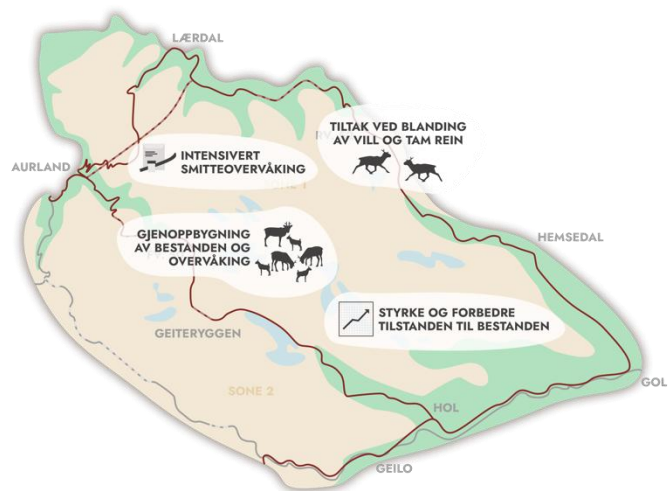 LÆRDAL
TILTAK VED BLANDING
AV VILL OG TAM REIN
INTENSIVERT
SMITTEOVERVÅKING
AURLAND
GJENOPPBYGNING
AV BESTANDEN OG
OVERVÅKING
HEMSEDAL
STYRKE OG FORBEDRE
TILSTANDEN TIL BESTANDEN
GEITERYGGEN
GOL
SONE 2
HOL
GEILO